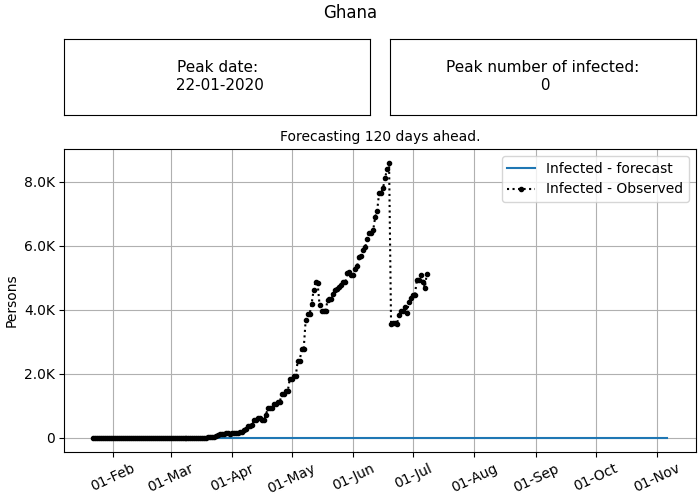 Ghana
Peak date:
22-01-2020
Peak number of infected:
0
Forecasting 120 days ahead.
Infected - forecast
Infected - Observed
8.0K
6.0K
4.0K
2.0K
0
Persons
01-Feb
01-Mar
01-Apr
01-May
01-Jun
01-Jul
01-Aug
01-Sep
01-Oct
01-Nov